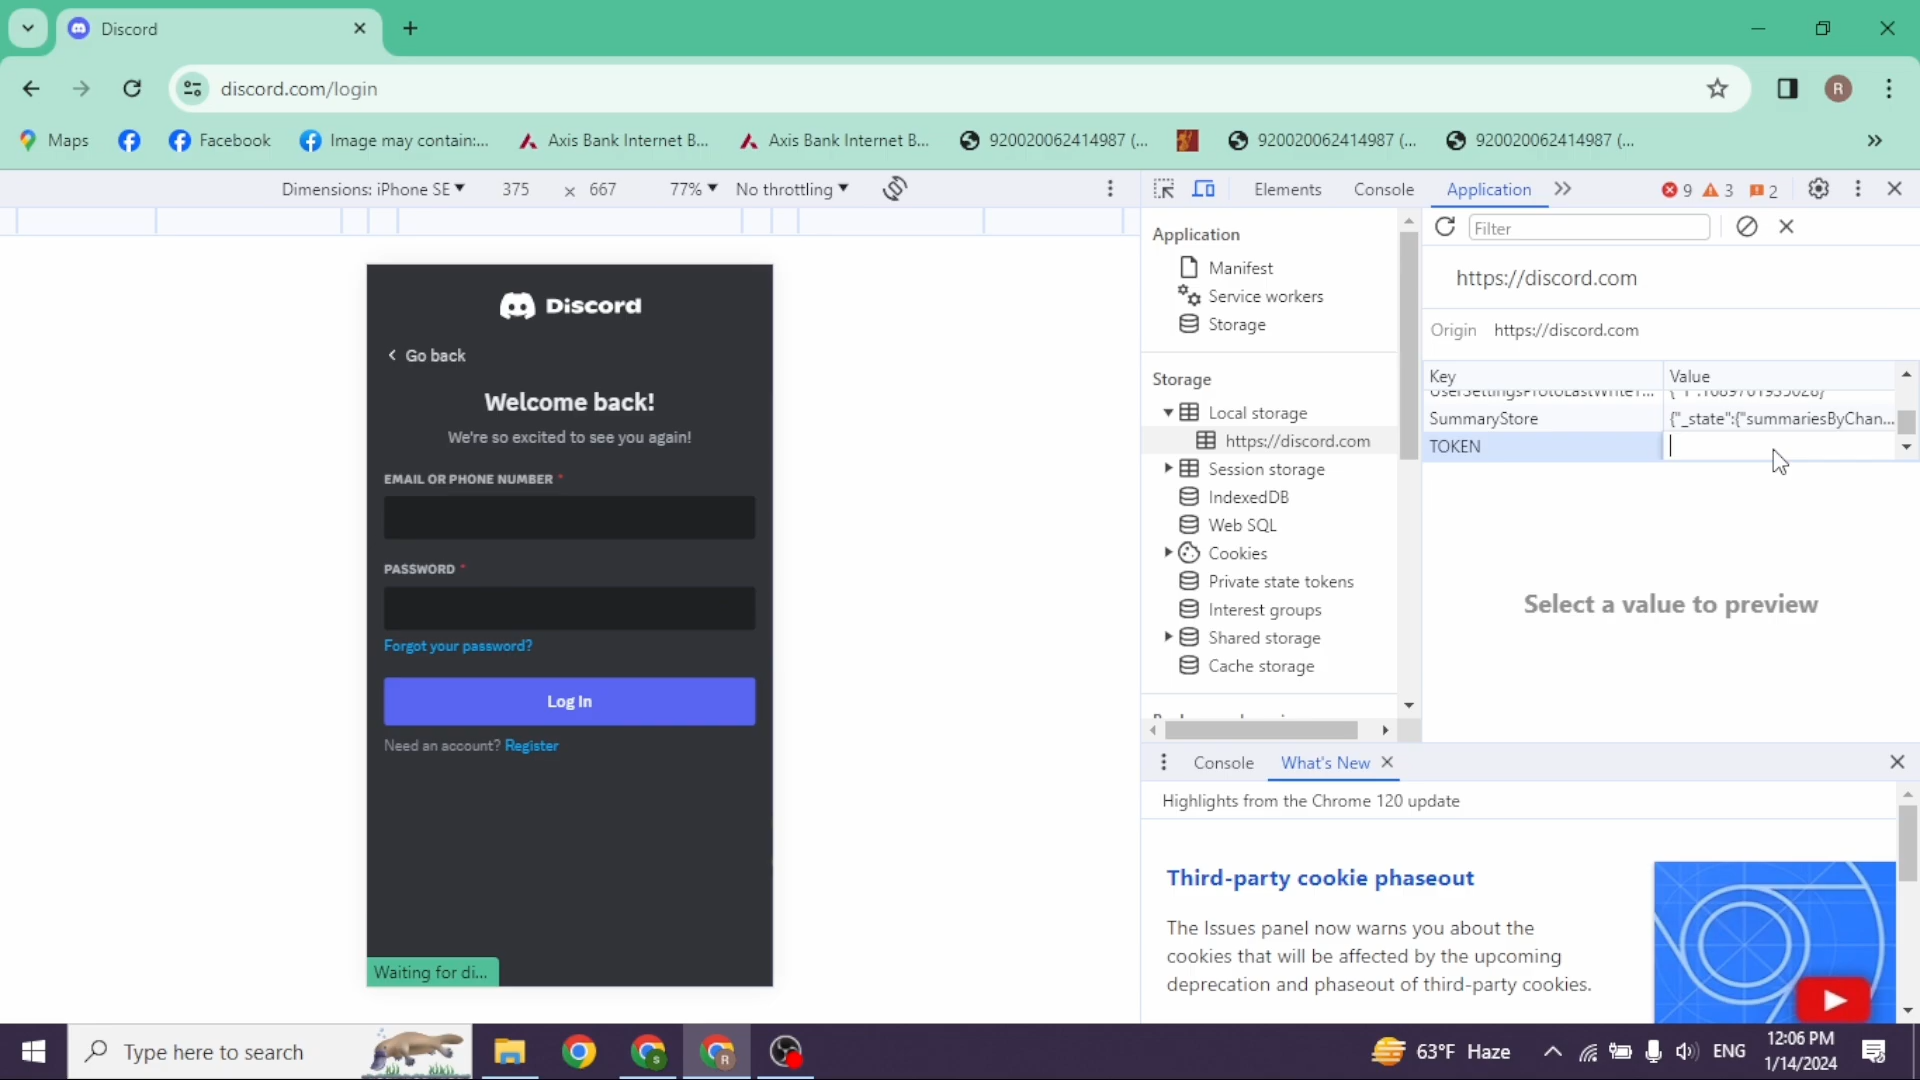 Discord
discord.com/login
R
Maps
Facebook
Image may contain:...
Axis Bank Internet B...
Axis Bank Internet B...
920020062414987 (...
920020062414987 (...
920020062414987 (...
Dimensions: iPhone SE
375 × 667
77%
No throttling
Elements
Console
Application
9
3
2
Discord
Go back
Welcome back!
We're so excited to see you again!
EMAIL OR PHONE NUMBER *
PASSWORD *
Forgot your password?
Log In
Need an account? Register
Waiting for di...
Application
Manifest
Service workers
Storage
Storage
Local storage
https://discord.com
Session storage
IndexedDB
Web SQL
Cookies
Private state tokens
Interest groups
Shared storage
Cache storage
Filter
https://discord.com
Origin https://discord.com
Key Value
SummaryStore {"_state":{"summariesByChan...
TOKEN
Select a value to preview
Console
What's New
Highlights from the Chrome 120 update
Third-party cookie phaseout
The Issues panel now warns you about the
cookies that will be affected by the upcoming
deprecation and phaseout of third-party cookies.
Type here to search
S
R
63°F Haze
ENG
12:06 PM
1/14/2024